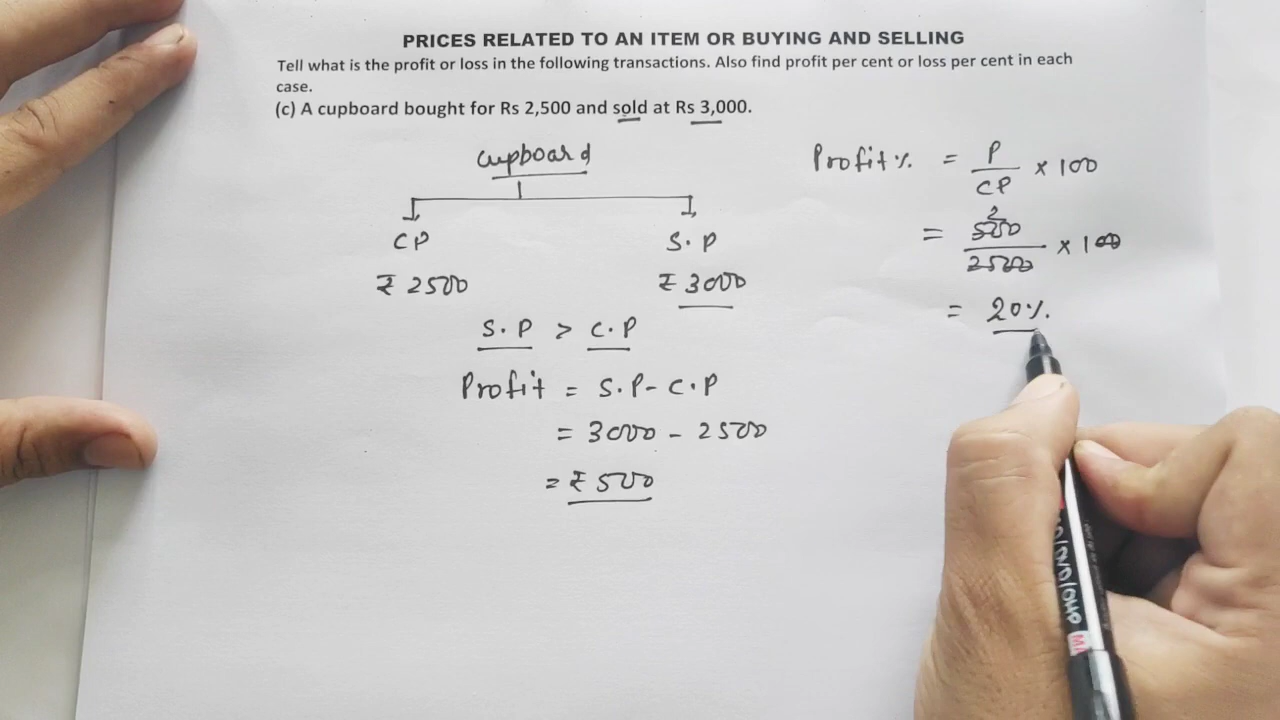 PRICES RELATED TO AN ITEM OR BUYING AND SELLING
Tell what is the profit or loss in the following transactions. Also find profit per cent or loss per cent in each
case.
(c) A cupboard bought for Rs 2,500 and sold at Rs 3,000.
cupboard
CP S.P
₹ 2500 ₹ 3000
S.P > C.P
Profit = S.P - C.P
= 3000 - 2500
= ₹ 500
Profit% = P/CP × 100
= 500/2500 × 100
= 20%